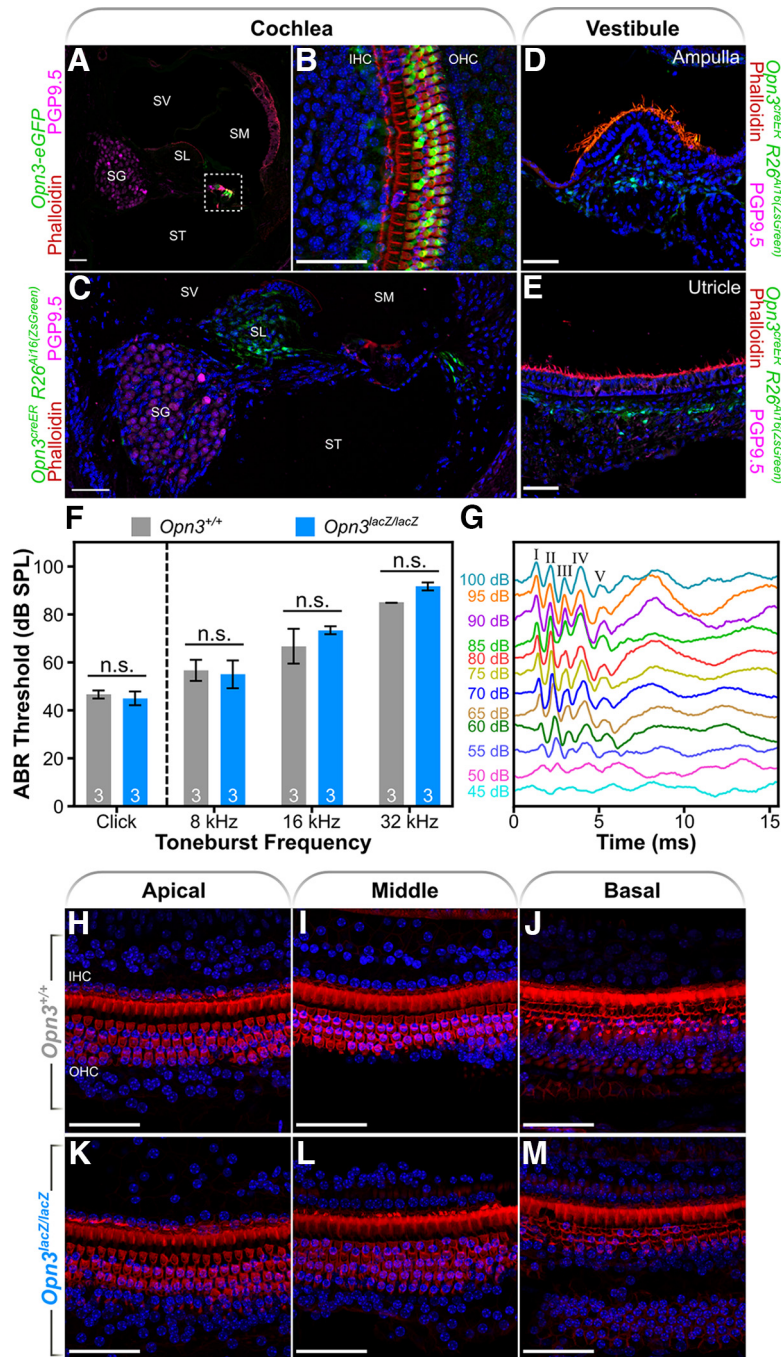 Cochlea
Vestibule
A
Opn3-eGFP
Phalloidin
PGP9.5
SV
SM
SL
SG
ST
B
IHC
OHC
D
Ampulla
Opn3creER R26Ai16(ZsGreen)
Phalloidin
PGP9.5
C
Opn3creER R26Ai16(ZsGreen)
Phalloidin
PGP9.5
SV
SM
SL
SG
ST
E
Utricle
Opn3creER R26Ai16(ZsGreen)
Phalloidin
PGP9.5
F
Opn3+/+
Opn3lacZ/lacZ
ABR Threshold (dB SPL)
100
80
60
40
20
0
n.s.
n.s.
n.s.
n.s.
3 3 3 3 3 3 3 3
Click 8 kHz 16 kHz 32 kHz
Toneburst Frequency
G
I II III IV V
100 dB
95 dB
90 dB
85 dB
80 dB
75 dB
70 dB
65 dB
60 dB
55 dB
50 dB
45 dB
0 5 10 15
Time (ms)
Apical
Middle
Basal
Opn3+/+
H
IHC
OHC
I
J
Opn3lacZ/lacZ
K
L
M